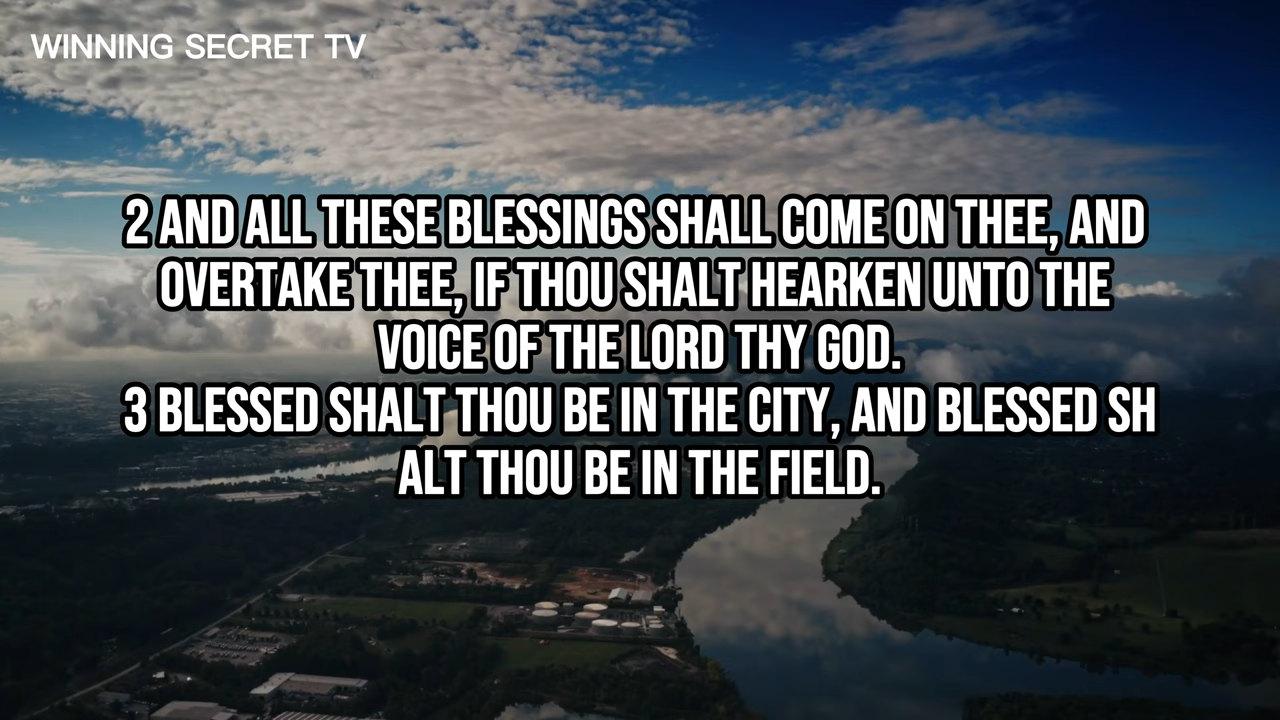 WINNING SECRET TV
2 AND ALL THESE BLESSINGS SHALL COME ON THEE, AND
OVERTAKE THEE, IF THOU SHALT HEARKEN UNTO THE
VOICE OF THE LORD THY GOD.
3 BLESSED SHALT THOU BE IN THE CITY, AND BLESSED SH
ALT THOU BE IN THE FIELD.